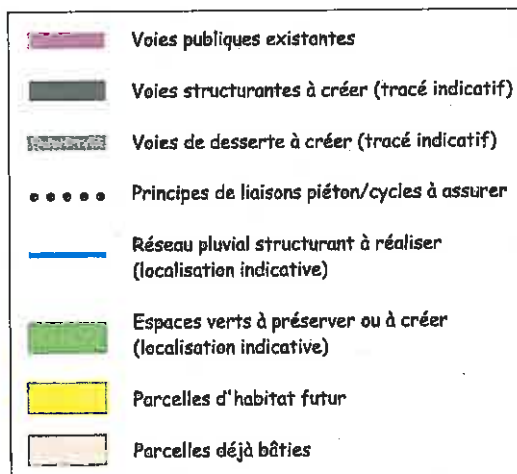 Voies publiques existantes
Voies structurantes à créer (tracé indicatif)
Voies de desserte à créer (tracé indicatif)
Principes de liaisons piéton/cycles à assurer
Réseau pluvial structurant à réaliser
(localisation indicative)
Espaces verts à préserver ou à créer
(localisation indicative)
Parcelles d'habitat futur
Parcelles déjà bâties